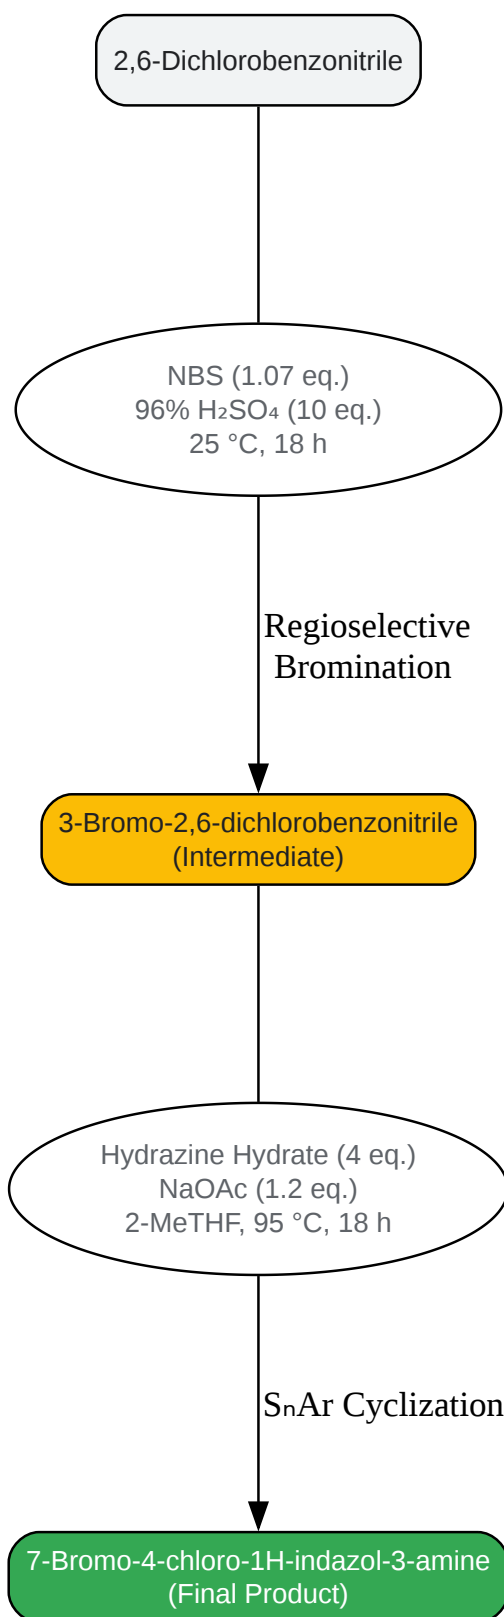 2,6-Dichlorobenzonitrile
NBS (1.07 eq.)
96% H₂SO₄ (10 eq.)
25 °C, 18 h
Regioselective
Bromination
3-Bromo-2,6-dichlorobenzonitrile
(Intermediate)
Hydrazine Hydrate (4 eq.)
NaOAc (1.2 eq.)
2-MeTHF, 95 °C, 18 h
SₙAr Cyclization
7-Bromo-4-chloro-1H-indazol-3-amine
(Final Product)